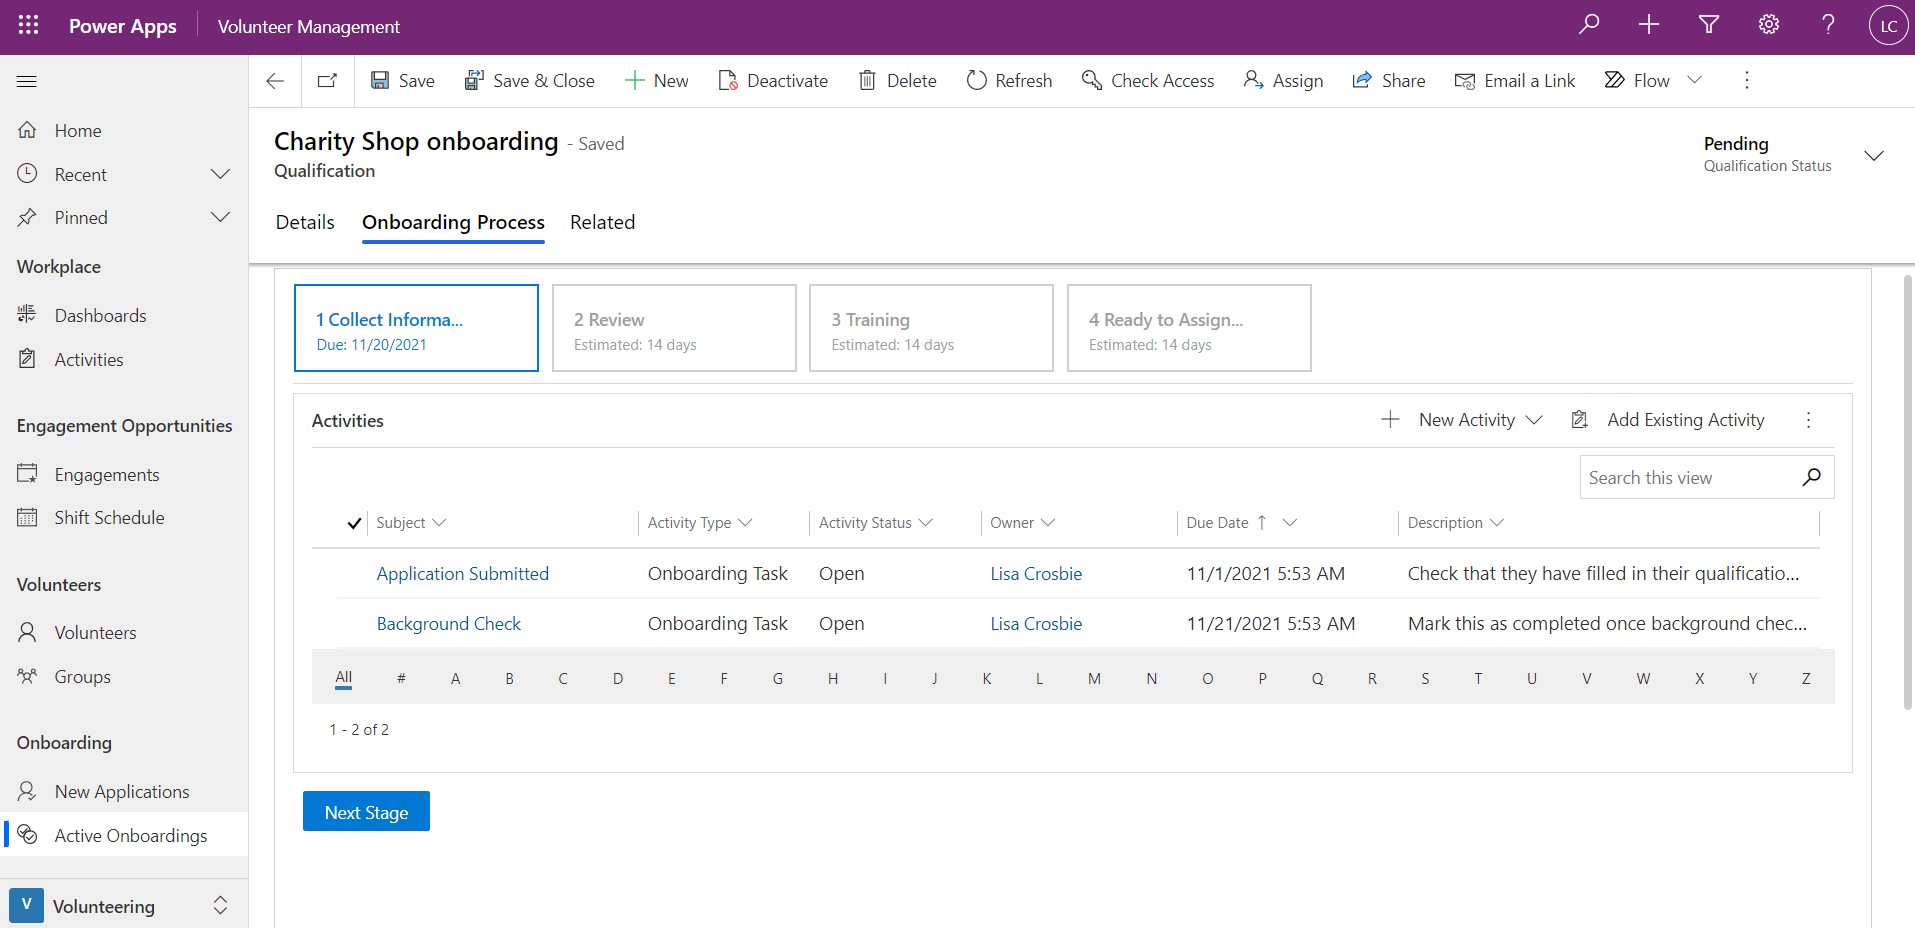 Power Apps
Volunteer Management
LC
Save
Save & Close
New
Deactivate
Delete
Refresh
Check Access
Assign
Share
Email a Link
Flow
Home
Recent
Pinned
Workplace
Dashboards
Activities
Engagement Opportunities
Engagements
Shift Schedule
Volunteers
Volunteers
Groups
Onboarding
New Applications
Active Onboardings
V Volunteering
Charity Shop onboarding - Saved
Qualification
Pending
Qualification Status
Details Onboarding Process Related
1 Collect Informa...
Due: 11/20/2021
2 Review
Estimated: 14 days
3 Training
Estimated: 14 days
4 Ready to Assign...
Estimated: 14 days
Activities
New Activity
Add Existing Activity
Search this view
Subject Activity Type Activity Status Owner Due Date Description
Application Submitted Onboarding Task Open Lisa Crosbie 11/1/2021 5:53 AM Check that they have filled in their qualificatio...
Background Check Onboarding Task Open Lisa Crosbie 11/21/2021 5:53 AM Mark this as completed once background chec...
All # A B C D E F G H I J K L M N O P Q R S T U V W X Y Z
1 - 2 of 2
Next Stage